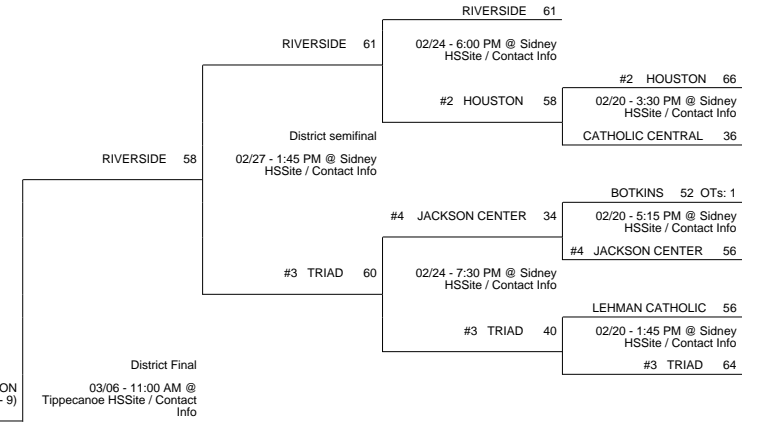 RIVERSIDE 61
RIVERSIDE 61
02/24 - 6:00 PM @ Sidney
HSSite / Contact Info
#2 HOUSTON 66
#2 HOUSTON 58
02/20 - 3:30 PM @ Sidney
HSSite / Contact Info
CATHOLIC CENTRAL 36
District semifinal
RIVERSIDE 58
02/27 - 1:45 PM @ Sidney
HSSite / Contact Info
BOTKINS 52 OTs: 1
#4 JACKSON CENTER 34
02/20 - 5:15 PM @ Sidney
HSSite / Contact Info
#4 JACKSON CENTER 56
#3 TRIAD 60
02/24 - 7:30 PM @ Sidney
HSSite / Contact Info
LEHMAN CATHOLIC 56
#3 TRIAD 40
02/20 - 1:45 PM @ Sidney
HSSite / Contact Info
#3 TRIAD 64
District Final
ON
- 9)
03/06 - 11:00 AM @
Tippecanoe HSSite / Contact
Info